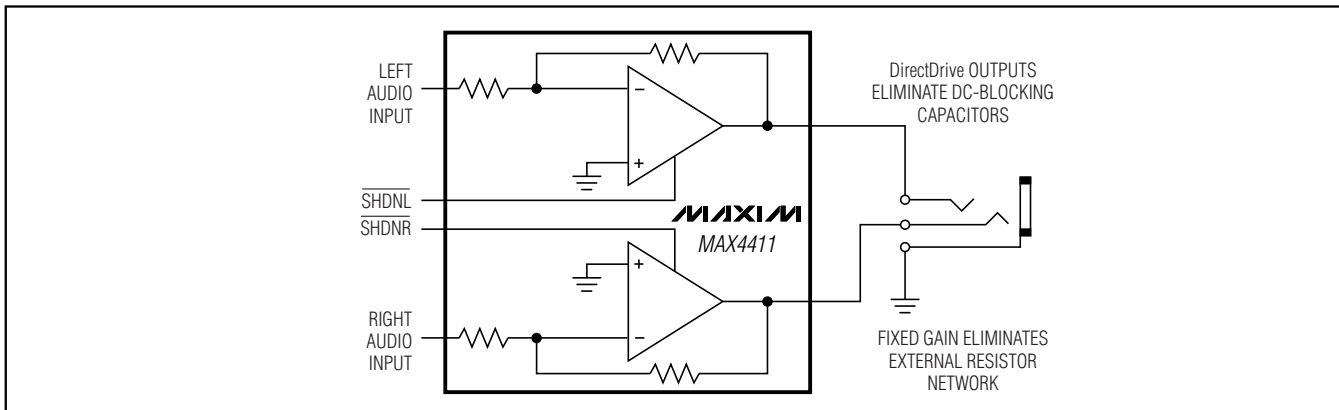 LEFT
AUDIO
INPUT
SHDNL
SHDNR
RIGHT
AUDIO
INPUT
−
+
MAXIM
MAX4411
+
−
DirectDrive OUTPUTS
ELIMINATE DC-BLOCKING
CAPACITORS
FIXED GAIN ELIMINATES
EXTERNAL RESISTOR
NETWORK